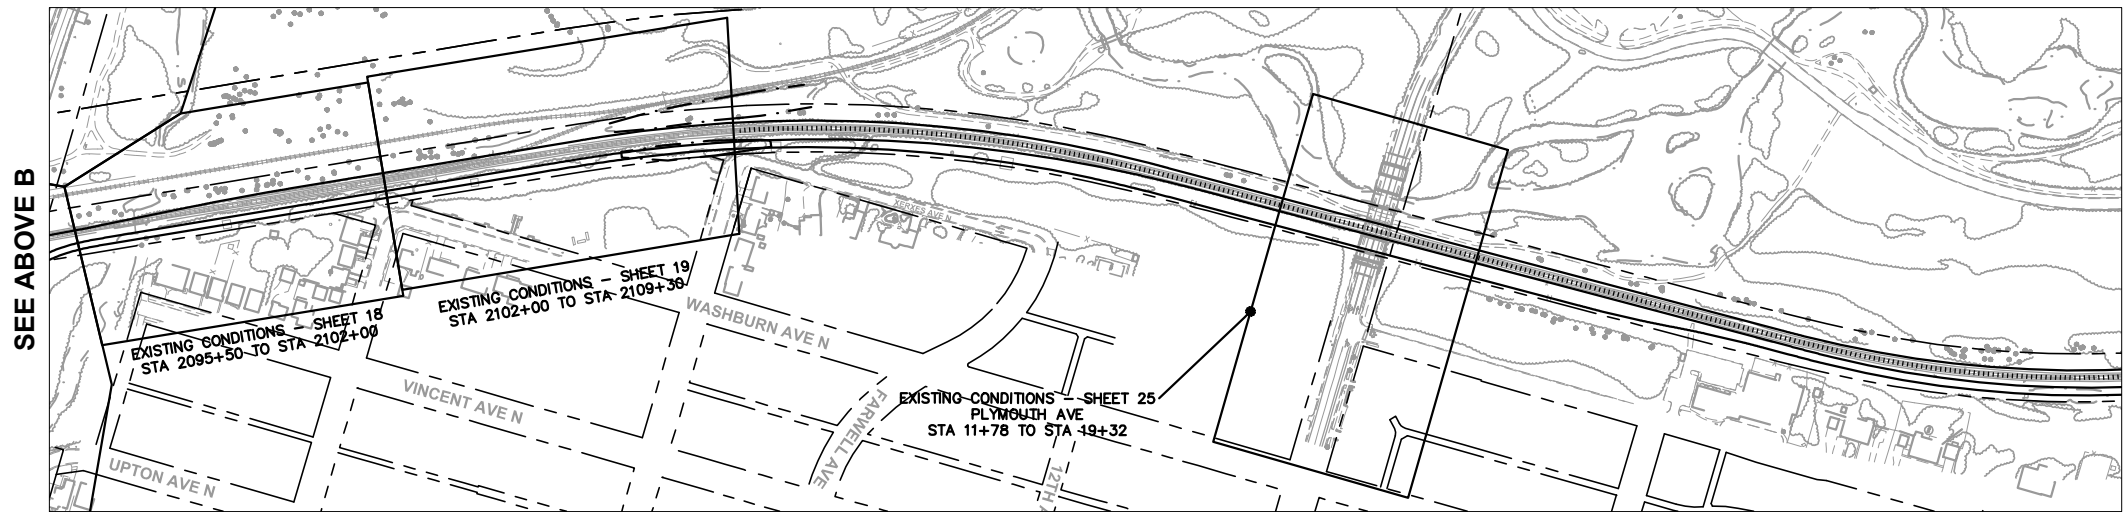 SEE ABOVE B
EXISTING CONDITIONS - SHEET 18
STA 2095+50 TO STA 2102+00
EXISTING CONDITIONS - SHEET 19
STA 2102+00 TO STA 2109+30
EXISTING CONDITIONS - SHEET 25
PLYMOUTH AVE
STA 11+78 TO STA 19+32
XERXES AVE N
WASHBURN AVE N
VINCENT AVE N
UPTON AVE N
FARWELL AVE
12TH